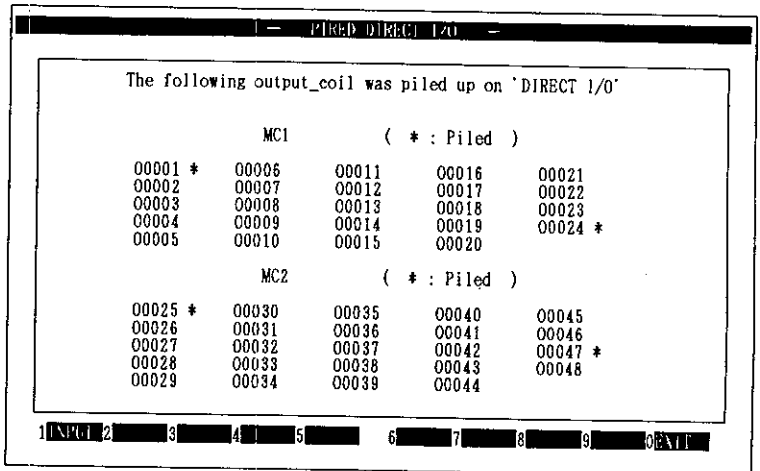 PIRED DIRECT I/O
The following output_coil was piled up on 'DIRECT I/O'
MC1 ( * : Piled )
00001 * 00006 00011 00016 00021
00002 00007 00012 00017 00022
00003 00008 00013 00018 00023
00004 00009 00014 00019 00024 *
00005 00010 00015 00020
MC2 ( * : Piled )
00025 * 00030 00035 00040 00045
00026 00031 00036 00041 00046
00027 00032 00037 00042 00047 *
00028 00033 00038 00043 00048
00029 00034 00039 00044
1 INPUT 2 3 4 5 6 7 8 9 0 EXIT